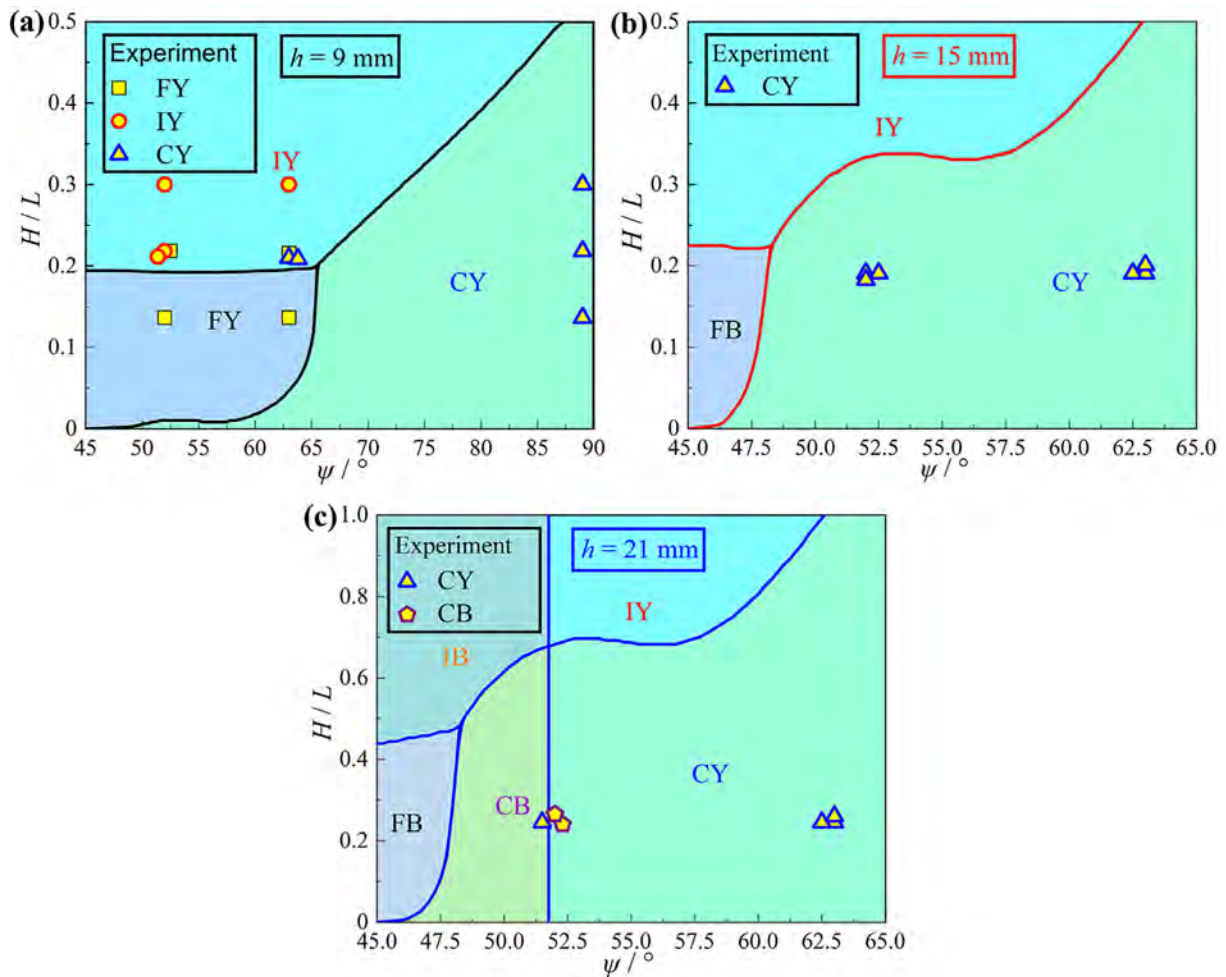 (a)
Experiment
FY
IY
CY
h = 9 mm
IY
FY
CY
H / L
0.5
0.4
0.3
0.2
0.1
0
45 50 55 60 65 70 75 80 85 90
ψ / °
(b)
Experiment
CY
h = 15 mm
IY
FB
CY
H / L
0.5
0.4
0.3
0.2
0.1
0
45.0 47.5 50.0 52.5 55.0 57.5 60.0 62.5 65.0
ψ / °
(c)
Experiment
CY
CB
h = 21 mm
IB
IY
CB
CY
FB
H / L
1.0
0.8
0.6
0.4
0.2
0
45.0 47.5 50.0 52.5 55.0 57.5 60.0 62.5 65.0
ψ / °